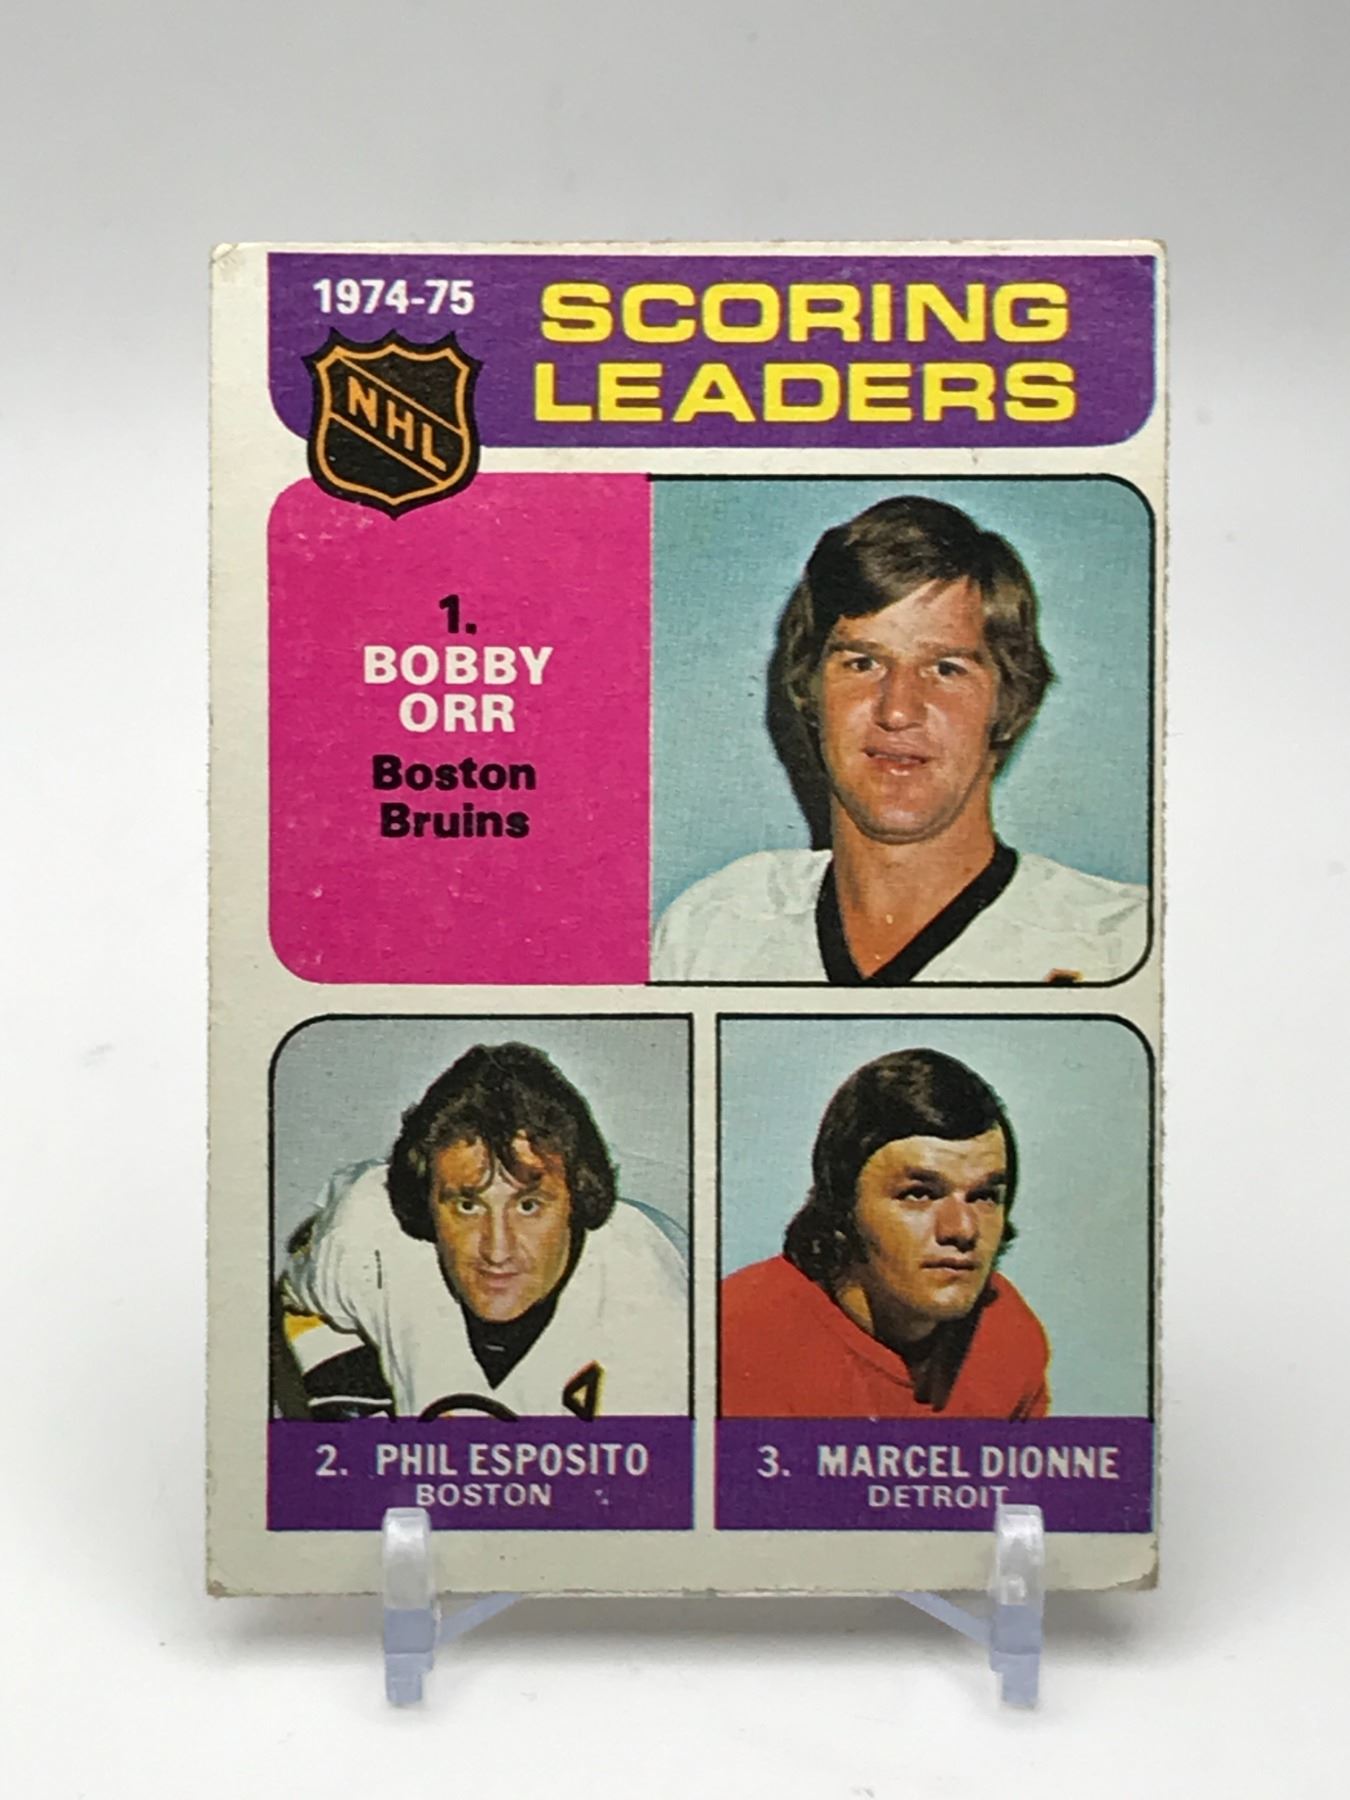 1974-75
SCORING
LEADERS
NHL
1.
BOBBY
ORR
Boston
Bruins
2. PHIL ESPOSITO
BOSTON
3. MARCEL DIONNE
DETROIT